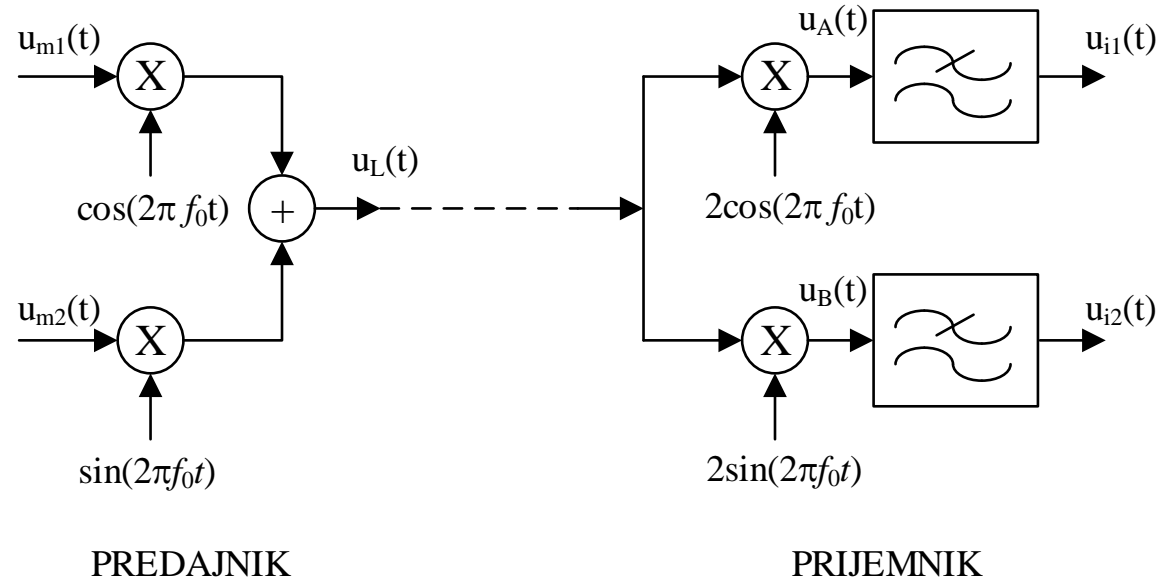 u_m1(t)
X
cos(2π f_0t)
u_m2(t)
X
sin(2πf_0t)
+
u_L(t)
X
2cos(2π f_0t)
u_A(t)
u_i1(t)
X
2sin(2πf_0t)
u_B(t)
u_i2(t)
PREDAJNIK
PRIJEMNIK